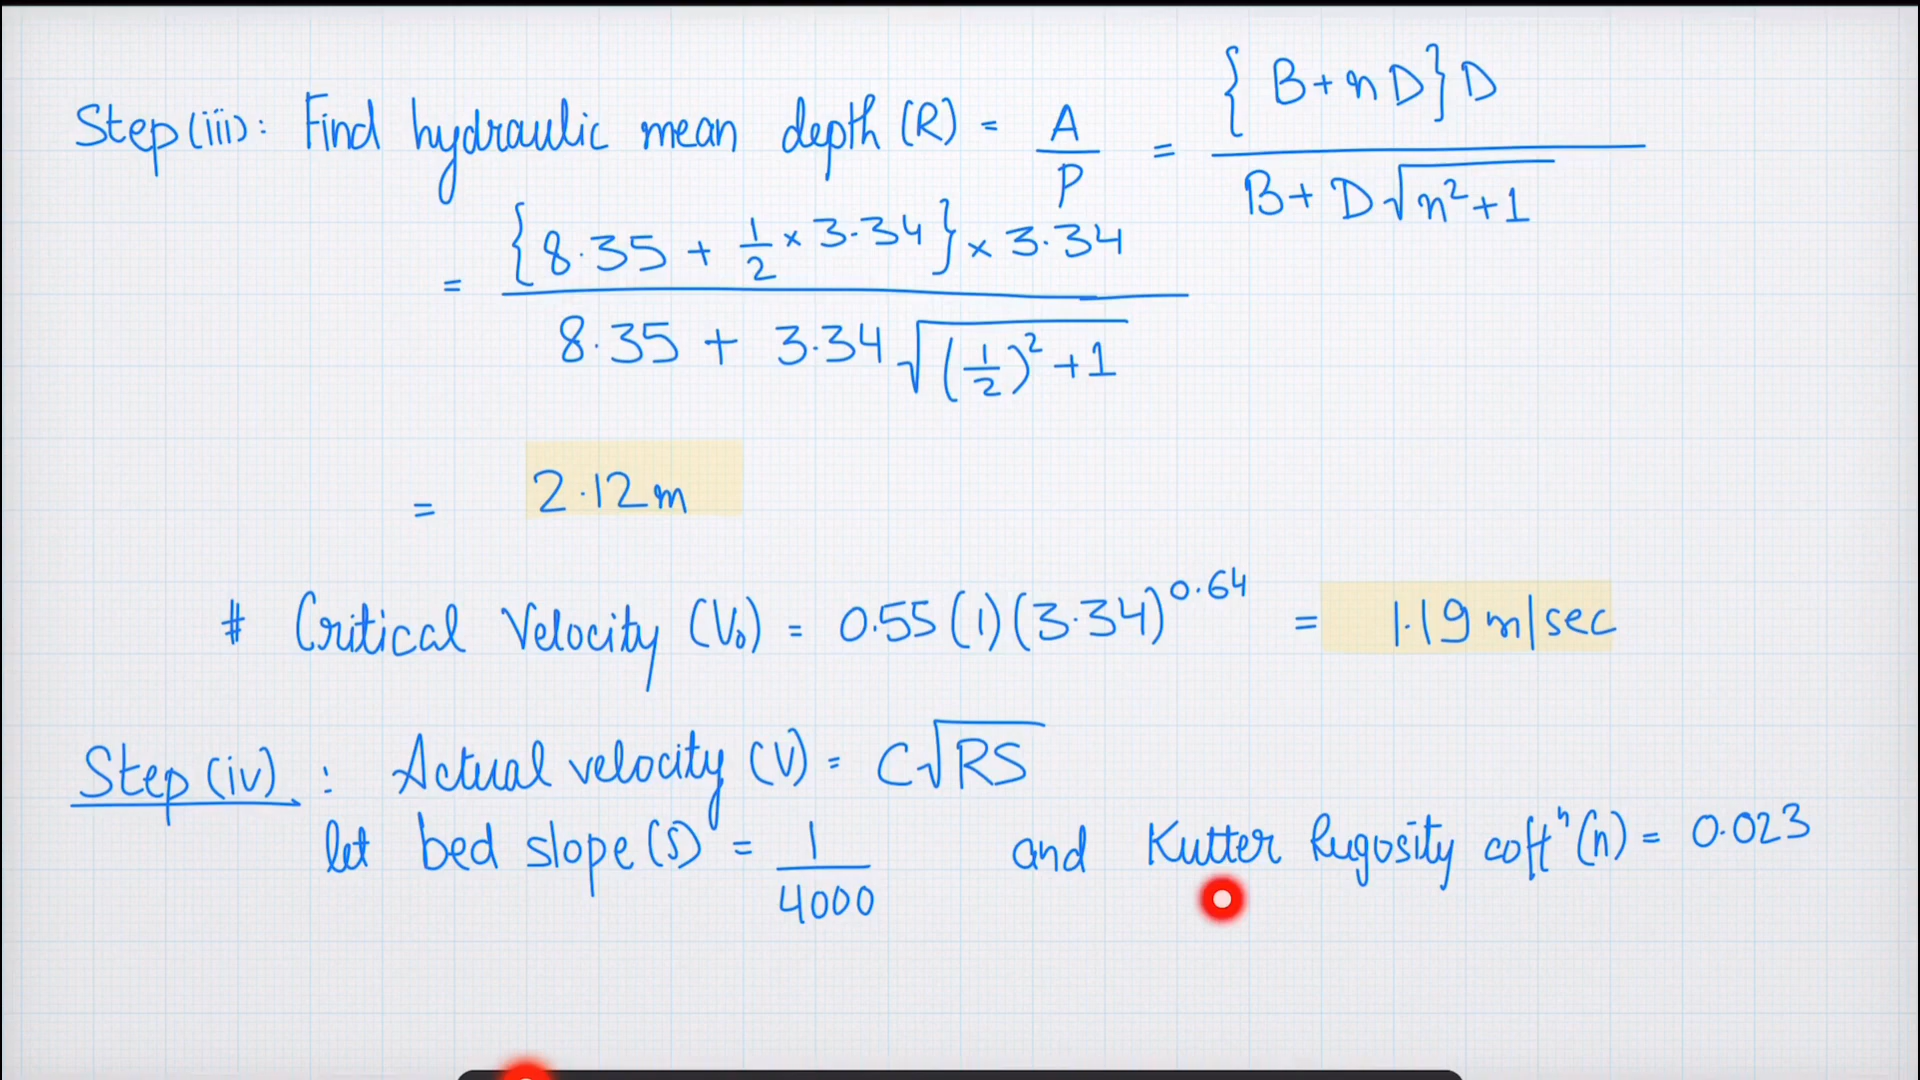 Step (iii): Find hydraulic mean depth (R) = A/P = {B+nD}D / B+D√n²+1
= {8.35 + 1/2 × 3.34} × 3.34 / 8.35 + 3.34 √(1/2)² + 1
= 2.12m
# Critical Velocity (V₀) = 0.55 (1) (3.34)^0.64 = 1.19 m/sec
Step (iv) : Actual velocity (V) = C√RS
let bed slope (S) = 1/4000 and Kutter Rugosity coftⁿ (n) = 0.023